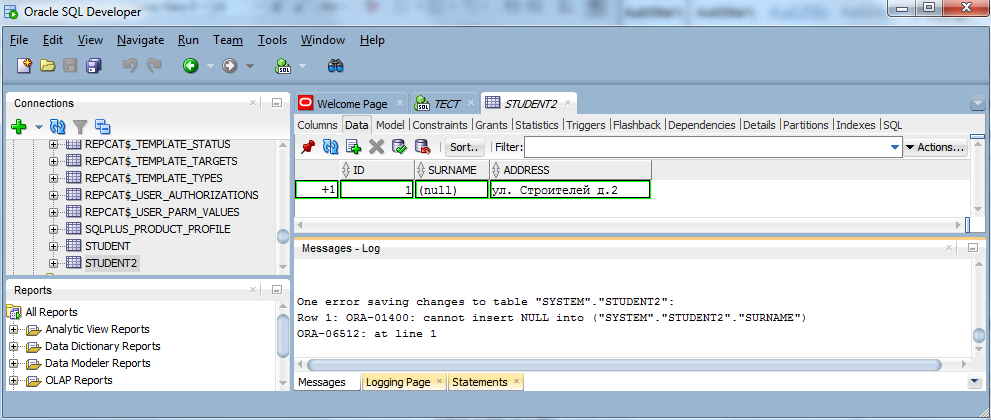 Oracle SQL Developer
File Edit View Navigate Run Team Tools Window Help
SQL
Connections
REPCAT$_TEMPLATE_STATUS
REPCAT$_TEMPLATE_TARGETS
REPCAT$_TEMPLATE_TYPES
REPCAT$_USER_AUTHORIZATIONS
REPCAT$_USER_PARM_VALUES
SQLPLUS_PRODUCT_PROFILE
STUDENT
STUDENT2
Reports
All Reports
Analytic View Reports
Data Dictionary Reports
Data Modeler Reports
OLAP Reports
Welcome Page SQL ТЕСТ STUDENT2
Columns Data Model Constraints Grants Statistics Triggers Flashback Dependencies Details Partitions Indexes SQL
Sort.. Filter: Actions...
ID SURNAME ADDRESS
+1 1 (null) ул. Строителей д.2
Messages - Log
One error saving changes to table "SYSTEM"."STUDENT2":
Row 1: ORA-01400: cannot insert NULL into ("SYSTEM"."STUDENT2"."SURNAME")
ORA-06512: at line 1
Messages Logging Page Statements